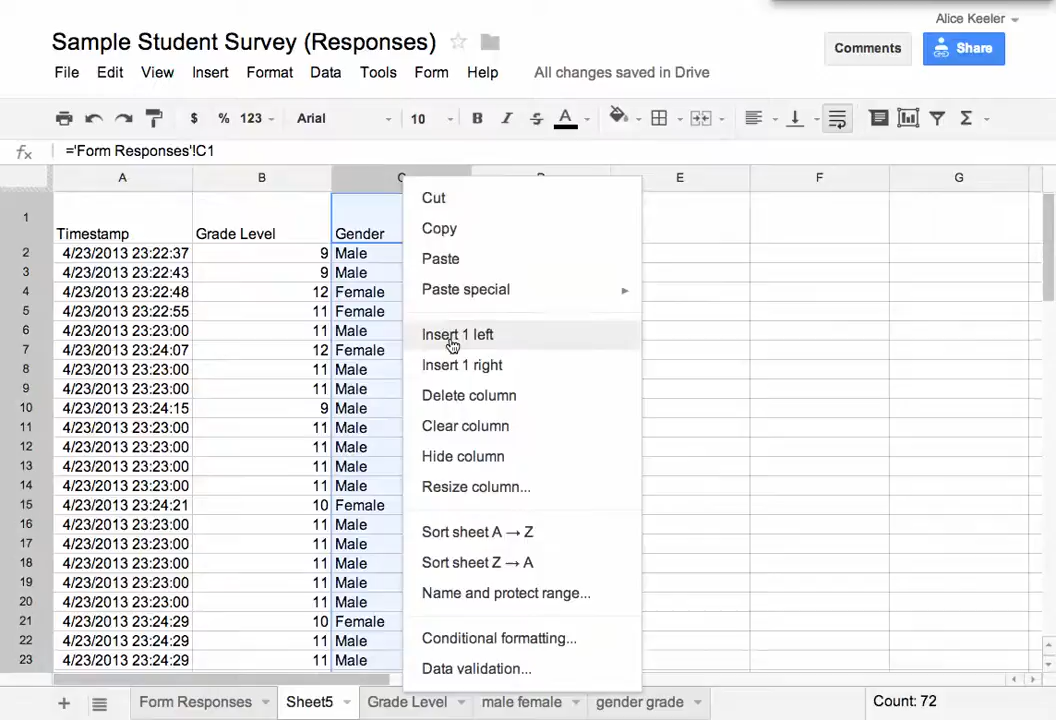 Alice Keeler
Sample Student Survey (Responses)
Comments
Share
File Edit View Insert Format Data Tools Form Help All changes saved in Drive
$ % 123 Arial 10 B I S A Σ
fx ='Form Responses'!C1
A B C D E F G
1 Timestamp Grade Level Gender
2 4/23/2013 23:22:37 9 Male
3 4/23/2013 23:22:43 9 Male
4 4/23/2013 23:22:48 12 Female
5 4/23/2013 23:22:55 11 Female
6 4/23/2013 23:23:00 11 Male
7 4/23/2013 23:24:07 12 Female
8 4/23/2013 23:23:00 11 Male
9 4/23/2013 23:23:00 11 Male
10 4/23/2013 23:24:15 9 Male
11 4/23/2013 23:23:00 11 Male
12 4/23/2013 23:23:00 11 Male
13 4/23/2013 23:23:00 11 Male
14 4/23/2013 23:23:00 11 Male
15 4/23/2013 23:24:21 10 Female
16 4/23/2013 23:23:00 11 Male
17 4/23/2013 23:23:00 11 Male
18 4/23/2013 23:23:00 11 Male
19 4/23/2013 23:23:00 11 Male
20 4/23/2013 23:23:00 11 Male
21 4/23/2013 23:24:29 10 Female
22 4/23/2013 23:24:29 11 Male
23 4/23/2013 23:24:29 11 Male
Cut
Copy
Paste
Paste special
Insert 1 left
Insert 1 right
Delete column
Clear column
Hide column
Resize column...
Sort sheet A → Z
Sort sheet Z → A
Name and protect range...
Conditional formatting...
Data validation...
Form Responses Sheet5 Grade Level male female gender grade Count: 72